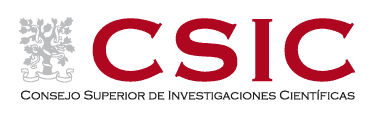 CSIC
CONSEJO SUPERIOR DE INVESTIGACIONES CIENTÍFICAS